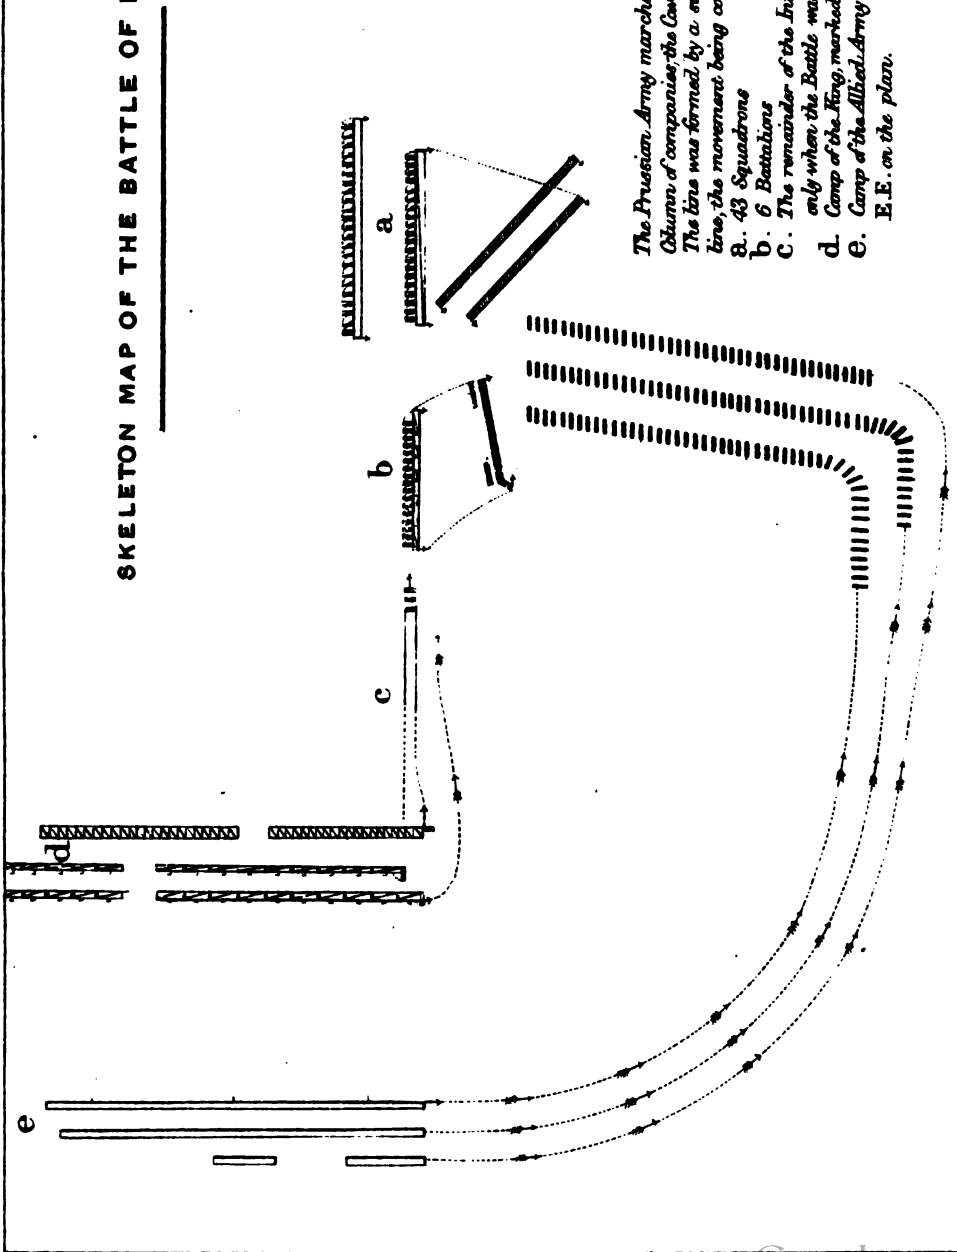 SKELETON MAP OF THE BATTLE OF
a
b
c
d
e
The Prussian Army march
Column of companies, the Cav
The line was formed by a
line, the movement being co
a.. 43 Squadrons
b. 6 Battalions
c. The remainder of the In
only when the Battle wa
d. Camp of the King, marked
e. Camp of the Allied Army
E.E. on the plan.